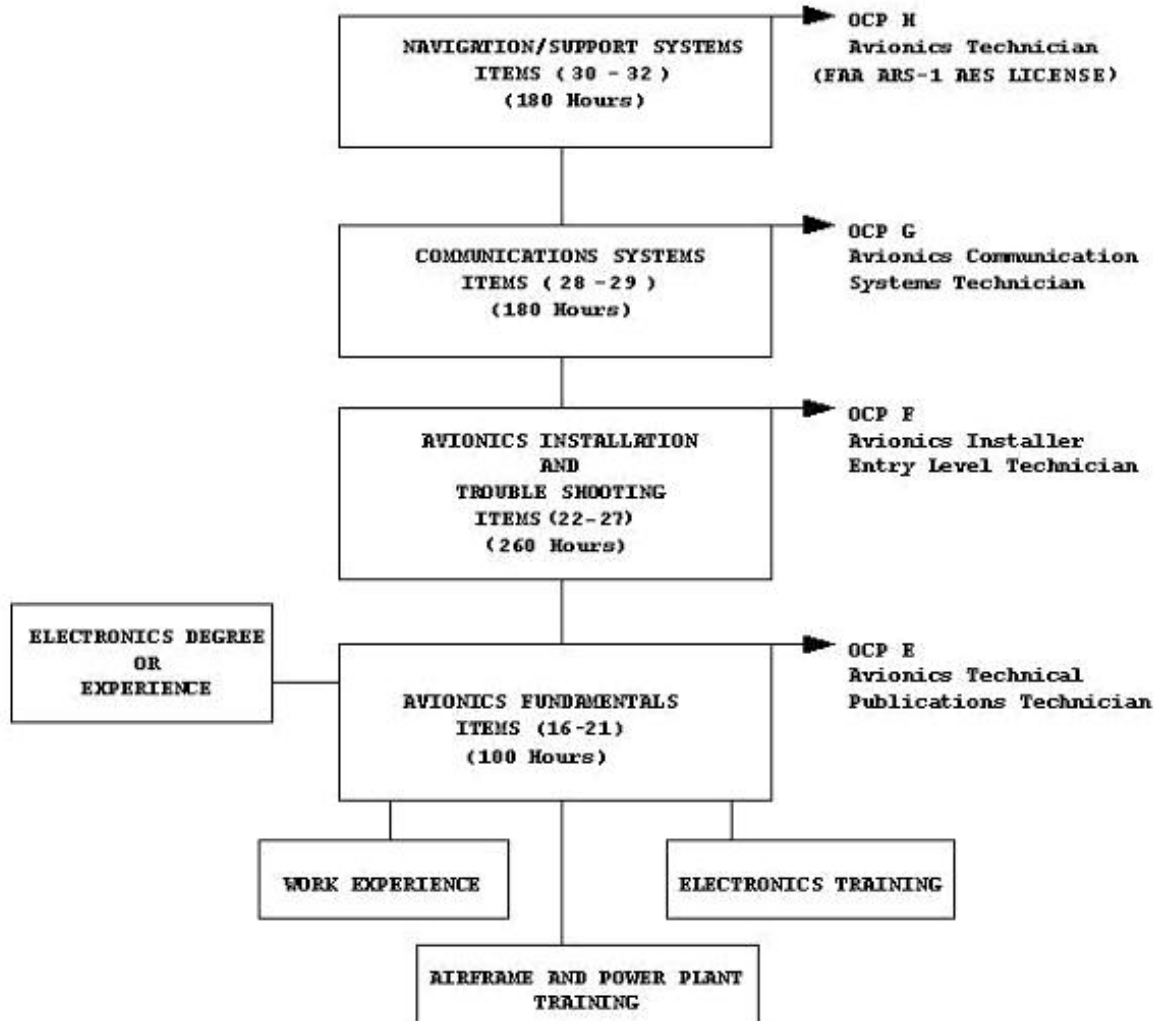 NAVIGATION/SUPPORT SYSTEMS
ITEMS ( 30 - 32 )
(180 Hours)
OCP H
Avionics Technician
(FAA ARS-1 AES LICENSE)
COMMUNICATIONS SYSTEMS
ITEMS ( 28 - 29 )
(180 Hours)
OCP G
Avionics Communication
Systems Technician
AVIONICS INSTALLATION
AND
TROUBLE SHOOTING
ITEMS (22-27)
(260 Hours)
OCP F
Avionics Installer
Entry Level Technician
ELECTRONICS DEGREE
OR
EXPERIENCE
AVIONICS FUNDAMENTALS
ITEMS (16-21)
(100 Hours)
OCP E
Avionics Technical
Publications Technician
WORK EXPERIENCE
ELECTRONICS TRAINING
AIRFRAME AND POWER PLANT
TRAINING